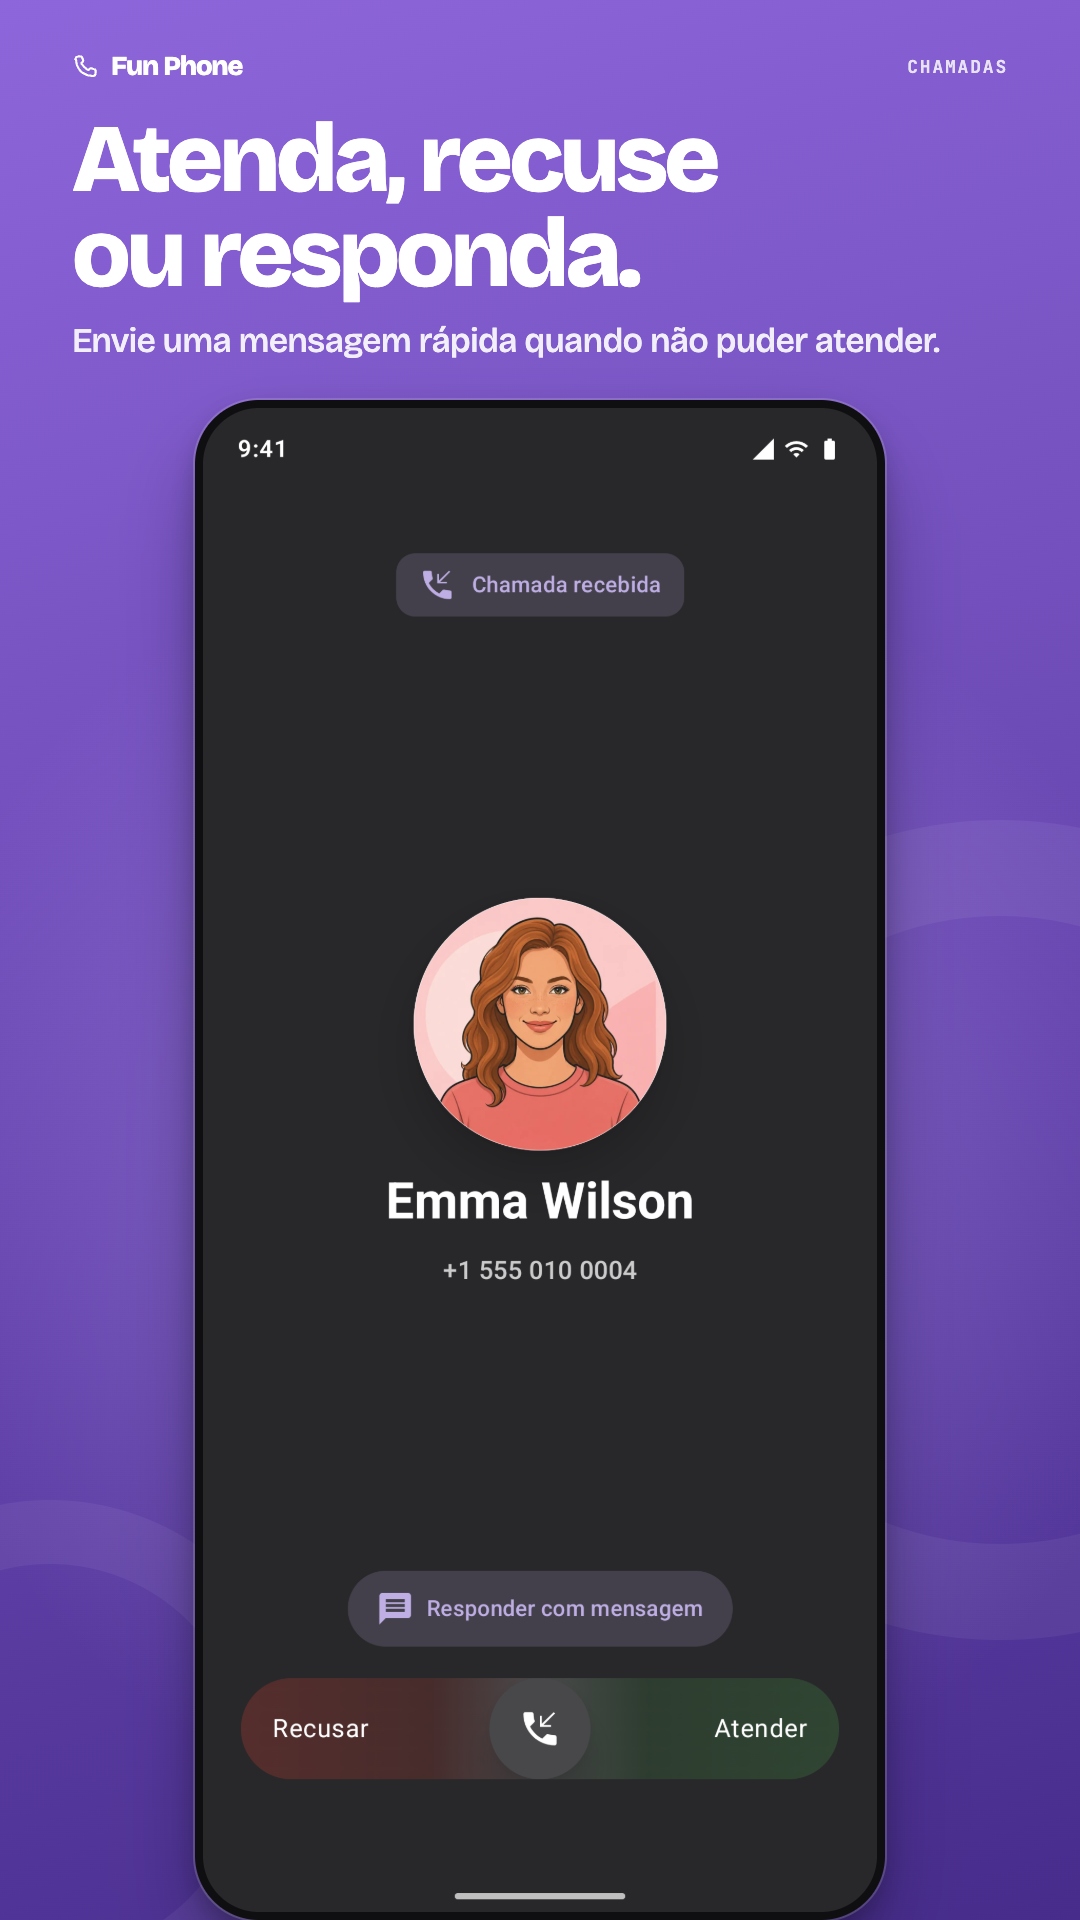 Fun Phone
CHAMADAS
Atenda, recuse
ou responda.
Envie uma mensagem rápida quando não puder atender.
9:41
Chamada recebida
Emma Wilson
+1 555 010 0004
Responder com mensagem
Recusar
Atender